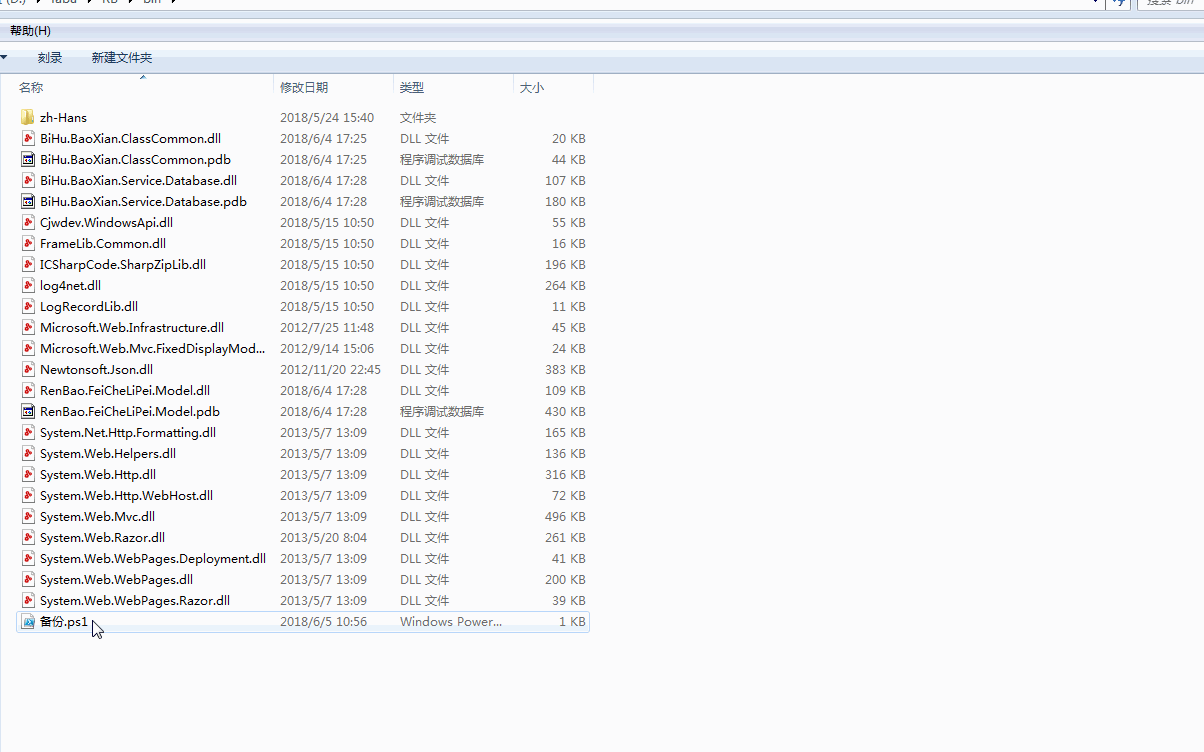 帮助(H)
刻录 新建文件夹
名称 修改日期 类型 大小
zh-Hans 2018/5/24 15:40 文件夹
BiHu.BaoXian.ClassCommon.dll 2018/6/4 17:25 DLL 文件 20 KB
BiHu.BaoXian.ClassCommon.pdb 2018/6/4 17:25 程序调试数据库 44 KB
BiHu.BaoXian.Service.Database.dll 2018/6/4 17:28 DLL 文件 107 KB
BiHu.BaoXian.Service.Database.pdb 2018/6/4 17:28 程序调试数据库 180 KB
Cjwdev.WindowsApi.dll 2018/5/15 10:50 DLL 文件 55 KB
FrameLib.Common.dll 2018/5/15 10:50 DLL 文件 16 KB
ICSharpCode.SharpZipLib.dll 2018/5/15 10:50 DLL 文件 196 KB
log4net.dll 2018/5/15 10:50 DLL 文件 264 KB
LogRecordLib.dll 2018/5/15 10:50 DLL 文件 11 KB
Microsoft.Web.Infrastructure.dll 2012/7/25 11:48 DLL 文件 45 KB
Microsoft.Web.Mvc.FixedDisplayMod... 2012/9/14 15:06 DLL 文件 24 KB
Newtonsoft.Json.dll 2012/11/20 22:45 DLL 文件 383 KB
RenBao.FeiCheLiPei.Model.dll 2018/6/4 17:28 DLL 文件 109 KB
RenBao.FeiCheLiPei.Model.pdb 2018/6/4 17:28 程序调试数据库 430 KB
System.Net.Http.Formatting.dll 2013/5/7 13:09 DLL 文件 165 KB
System.Web.Helpers.dll 2013/5/7 13:09 DLL 文件 136 KB
System.Web.Http.dll 2013/5/7 13:09 DLL 文件 316 KB
System.Web.Http.WebHost.dll 2013/5/7 13:09 DLL 文件 72 KB
System.Web.Mvc.dll 2013/5/7 13:09 DLL 文件 496 KB
System.Web.Razor.dll 2013/5/20 8:04 DLL 文件 261 KB
System.Web.WebPages.Deployment.dll 2013/5/7 13:09 DLL 文件 41 KB
System.Web.WebPages.dll 2013/5/7 13:09 DLL 文件 200 KB
System.Web.WebPages.Razor.dll 2013/5/7 13:09 DLL 文件 39 KB
备份.ps1 2018/6/5 10:56 Windows Power... 1 KB